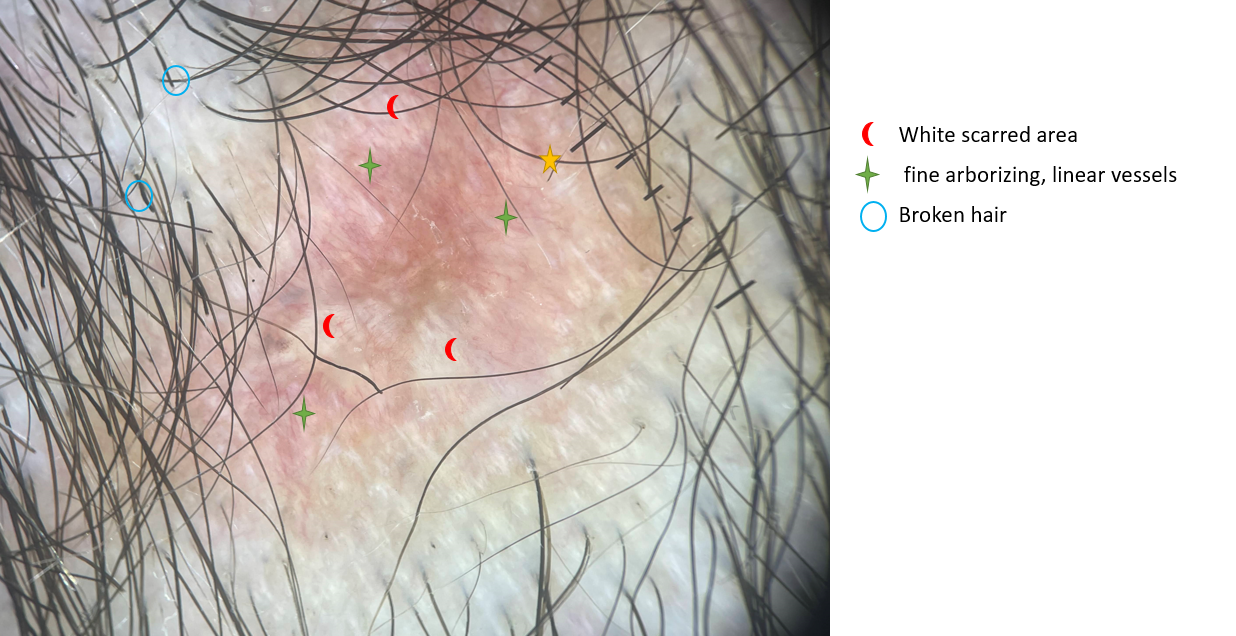 White scarred area
fine arborizing, linear vessels
Broken hair